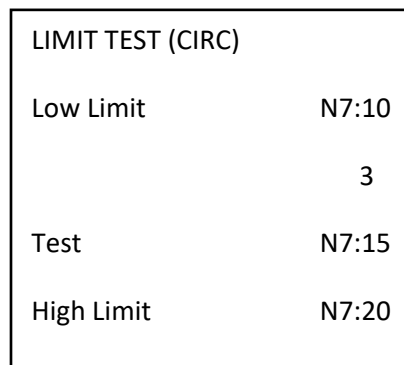 LIMIT TEST (CIRC)
Low Limit N7:10
3
Test N7:15
High Limit N7:20